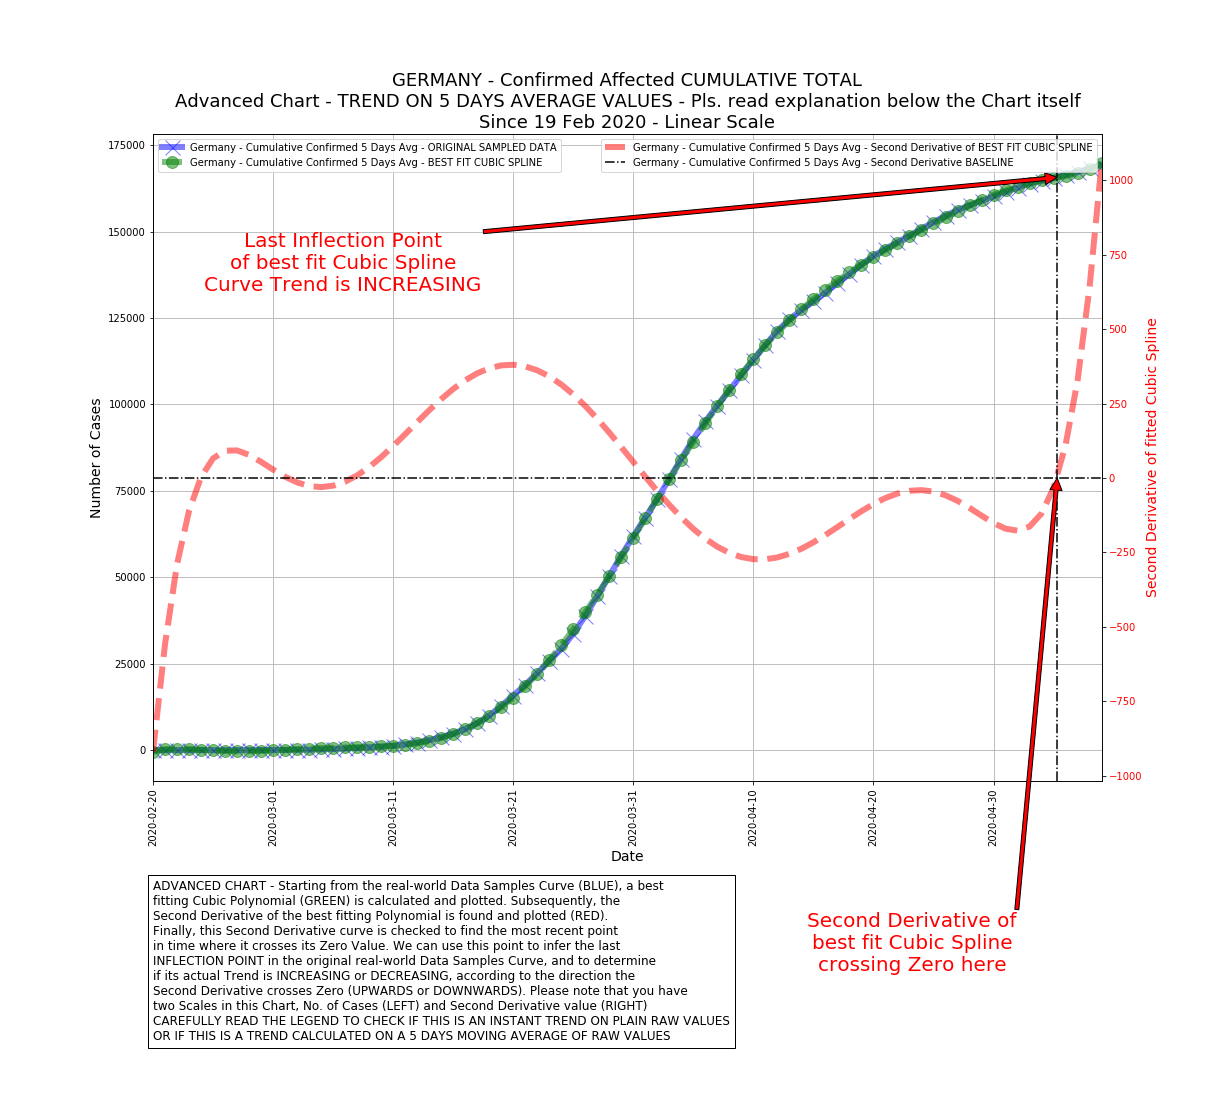 GERMANY - Confirmed Affected CUMULATIVE TOTAL
Advanced Chart - TREND ON 5 DAYS AVERAGE VALUES - Pls. read explanation below the Chart itself
Since 19 Feb 2020 - Linear Scale
Germany - Cumulative Confirmed 5 Days Avg - ORIGINAL SAMPLED DATA
Germany - Cumulative Confirmed 5 Days Avg - BEST FIT CUBIC SPLINE
Germany - Cumulative Confirmed 5 Days Avg - Second Derivative of BEST FIT CUBIC SPLINE
Germany - Cumulative Confirmed 5 Days Avg - Second Derivative BASELINE
Last Inflection Point
of best fit Cubic Spline
Curve Trend is INCREASING
Number of Cases
175000
150000
125000
100000
75000
50000
25000
0
1000
750
500
250
0
−250
−500
−750
−1000
Second Derivative of fitted Cubic Spline
2020-02-20
2020-03-01
2020-03-11
2020-03-21
2020-03-31
2020-04-10
2020-04-20
2020-04-30
Date
ADVANCED CHART - Starting from the real-world Data Samples Curve (BLUE), a best
fitting Cubic Polynomial (GREEN) is calculated and plotted. Subsequently, the
Second Derivative of the best fitting Polynomial is found and plotted (RED).
Finally, this Second Derivative curve is checked to find the most recent point
in time where it crosses its Zero Value. We can use this point to infer the last
INFLECTION POINT in the original real-world Data Samples Curve, and to determine
if its actual Trend is INCREASING or DECREASING, according to the direction the
Second Derivative crosses Zero (UPWARDS or DOWNWARDS). Please note that you have
two Scales in this Chart, No. of Cases (LEFT) and Second Derivative value (RIGHT)
CAREFULLY READ THE LEGEND TO CHECK IF THIS IS AN INSTANT TREND ON PLAIN RAW VALUES
OR IF THIS IS A TREND CALCULATED ON A 5 DAYS MOVING AVERAGE OF RAW VALUES
Second Derivative of
best fit Cubic Spline
crossing Zero here